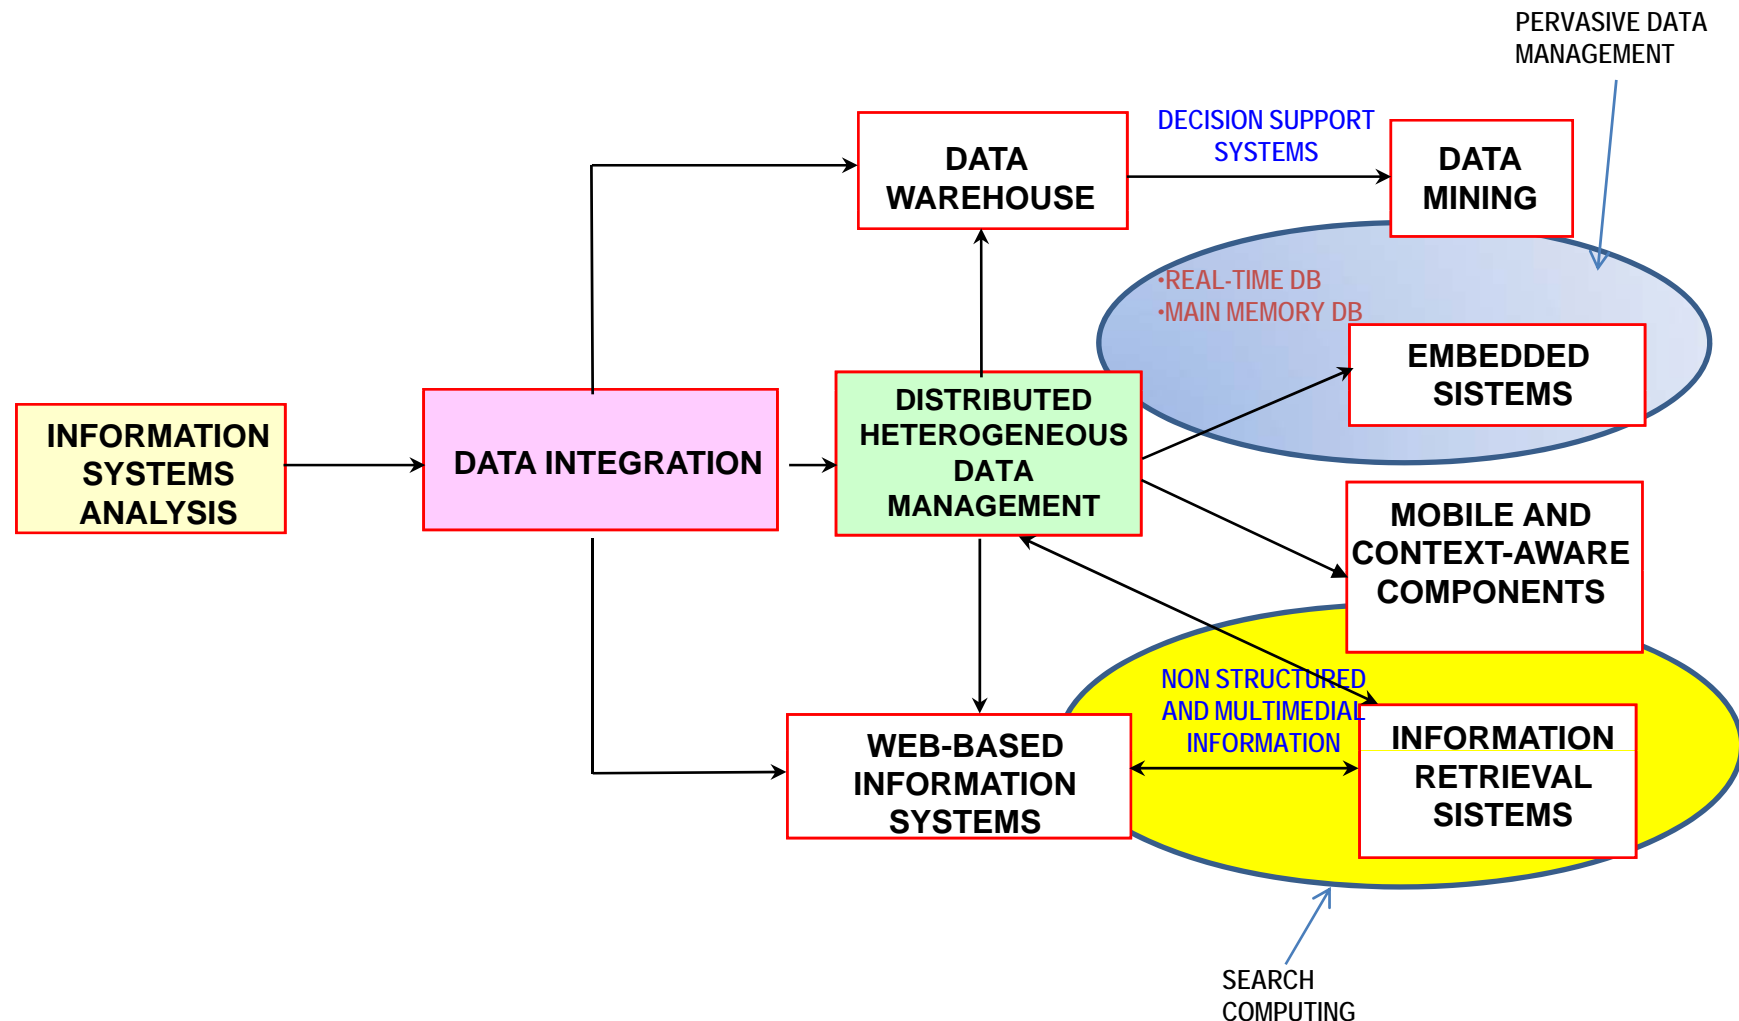 PERVASIVE DATA
MANAGEMENT
DATA
WAREHOUSE
DECISION SUPPORT
SYSTEMS
DATA
MINING
•REAL-TIME DB
•MAIN MEMORY DB
EMBEDDED
SISTEMS
INFORMATION
SYSTEMS
ANALYSIS
DATA INTEGRATION
DISTRIBUTED
HETEROGENEOUS
DATA
MANAGEMENT
MOBILE AND
CONTEXT-AWARE
COMPONENTS
WEB-BASED
INFORMATION
SYSTEMS
NON STRUCTURED
AND MULTIMEDIAL
INFORMATION
INFORMATION
RETRIEVAL
SISTEMS
SEARCH
COMPUTING